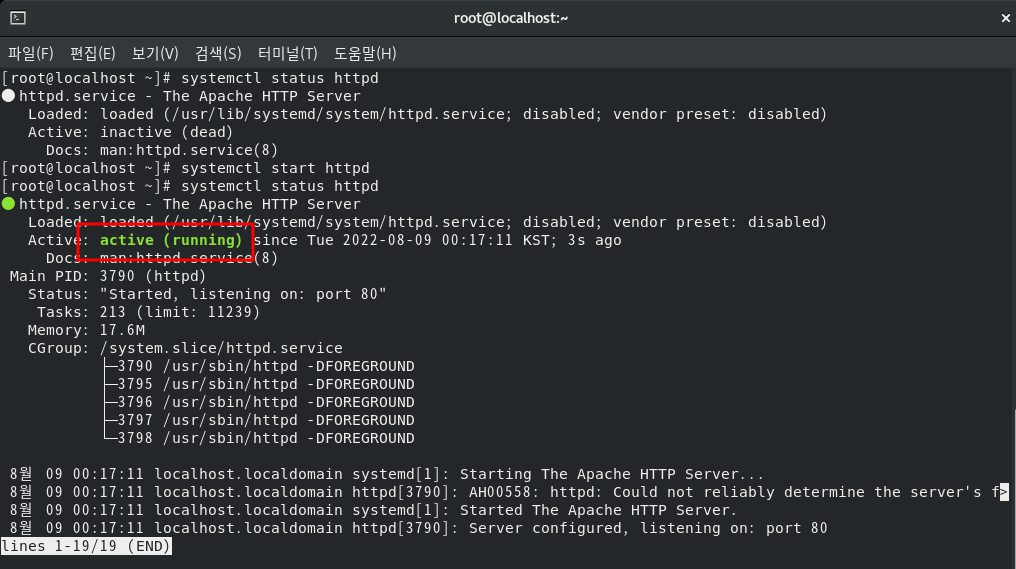 root@localhost:~
파일(F) 편집(E) 보기(V) 검색(S) 터미널(T) 도움말(H)
[root@localhost ~]# systemctl status httpd
httpd.service - The Apache HTTP Server
Loaded: loaded (/usr/lib/systemd/system/httpd.service; disabled; vendor preset: disabled)
Active: inactive (dead)
Docs: man:httpd.service(8)
[root@localhost ~]# systemctl start httpd
[root@localhost ~]# systemctl status httpd
httpd.service - The Apache HTTP Server
Loaded: loaded (/usr/lib/systemd/system/httpd.service; disabled; vendor preset: disabled)
Active: active (running) since Tue 2022-08-09 00:17:11 KST; 3s ago
Docs: man:httpd.service(8)
Main PID: 3790 (httpd)
Status: "Started, listening on: port 80"
Tasks: 213 (limit: 11239)
Memory: 17.6M
CGroup: /system.slice/httpd.service
├─3790 /usr/sbin/httpd -DFOREGROUND
├─3795 /usr/sbin/httpd -DFOREGROUND
├─3796 /usr/sbin/httpd -DFOREGROUND
├─3797 /usr/sbin/httpd -DFOREGROUND
└─3798 /usr/sbin/httpd -DFOREGROUND
8월 09 00:17:11 localhost.localdomain systemd[1]: Starting The Apache HTTP Server...
8월 09 00:17:11 localhost.localdomain httpd[3790]: AH00558: httpd: Could not reliably determine the server's f>
8월 09 00:17:11 localhost.localdomain systemd[1]: Started The Apache HTTP Server.
8월 09 00:17:11 localhost.localdomain httpd[3790]: Server configured, listening on: port 80
lines 1-19/19 (END)